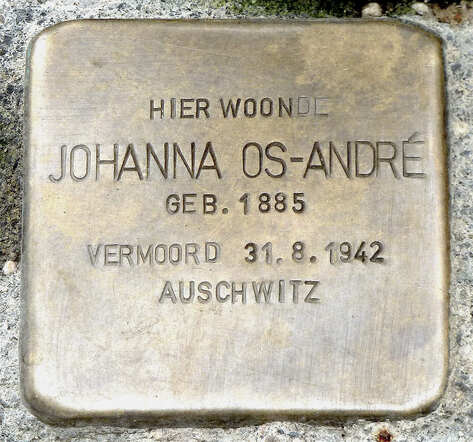 HIER WOONDE
JOHANNA OS-ANDRÉ
GEB. 1885
VERMOORD 31.8.1942
AUSCHWITZ